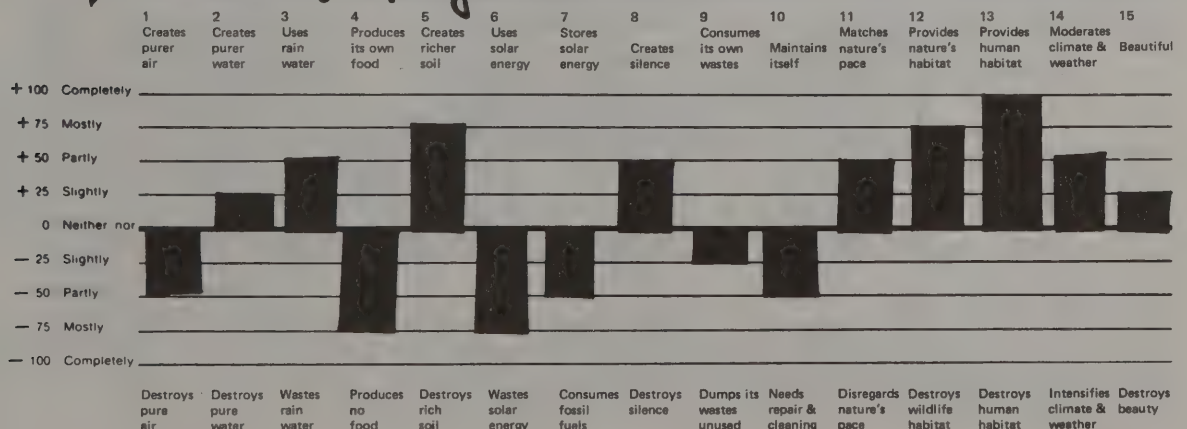 1 2 3 4 5 6 7 8 9 10 11 12 13 14 15
Creates purer air
Creates purer water
Uses rain water
Produces its own food
Creates richer soil
Uses solar energy
Stores solar energy
Creates silence
Consumes its own wastes
Maintains itself
Matches nature's pace
Provides nature's habitat
Provides human habitat
Moderates climate & weather
Beautiful
+ 100 Completely
+ 75 Mostly
+ 50 Partly
+ 25 Slightly
0 Neither nor
— 25 Slightly
— 50 Partly
— 75 Mostly
— 100 Completely
Destroys pure air
Destroys pure water
Wastes rain water
Produces no food
Destroys rich soil
Wastes solar energy
Consumes fossil fuels
Destroys silence
Dumps its wastes unused
Needs repair & cleaning
Disregards nature's pace
Destroys wildlife habitat
Destroys human habitat
Intensifies climate & weather
Destroys beauty